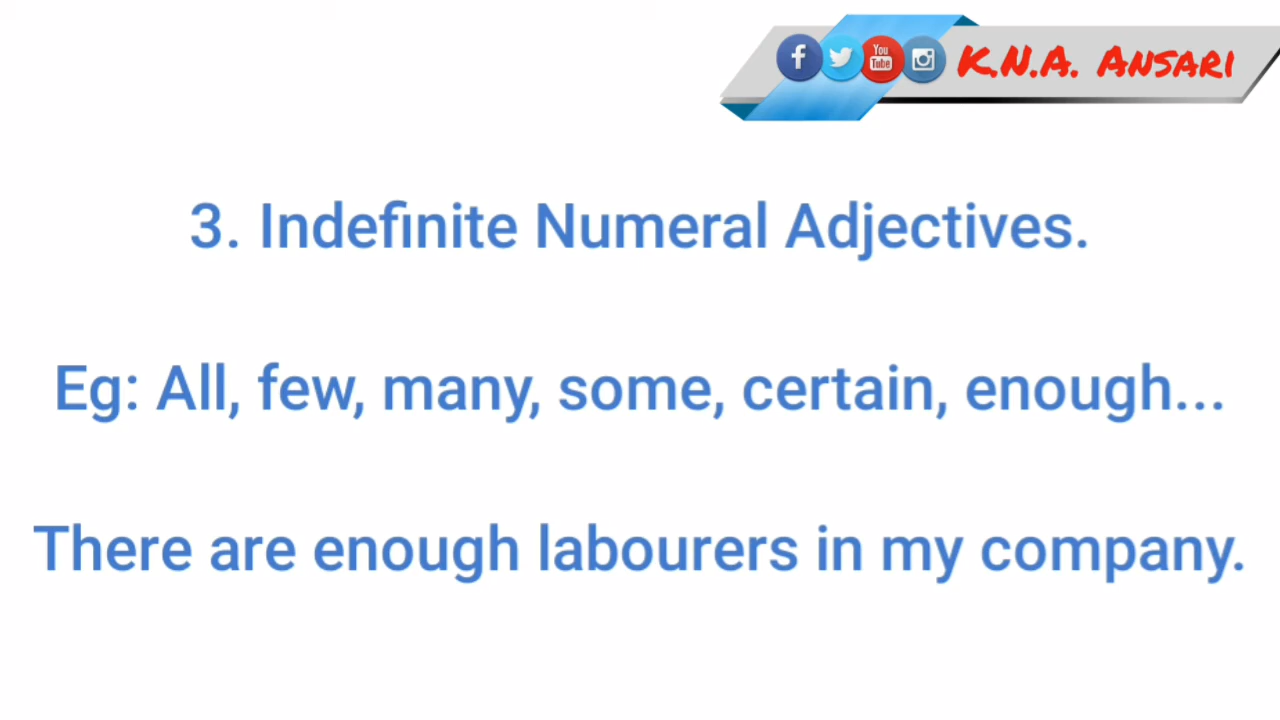 f You Tube K.N.A. Ansari
3. Indefinite Numeral Adjectives.
Eg: All, few, many, some, certain, enough...
There are enough labourers in my company.